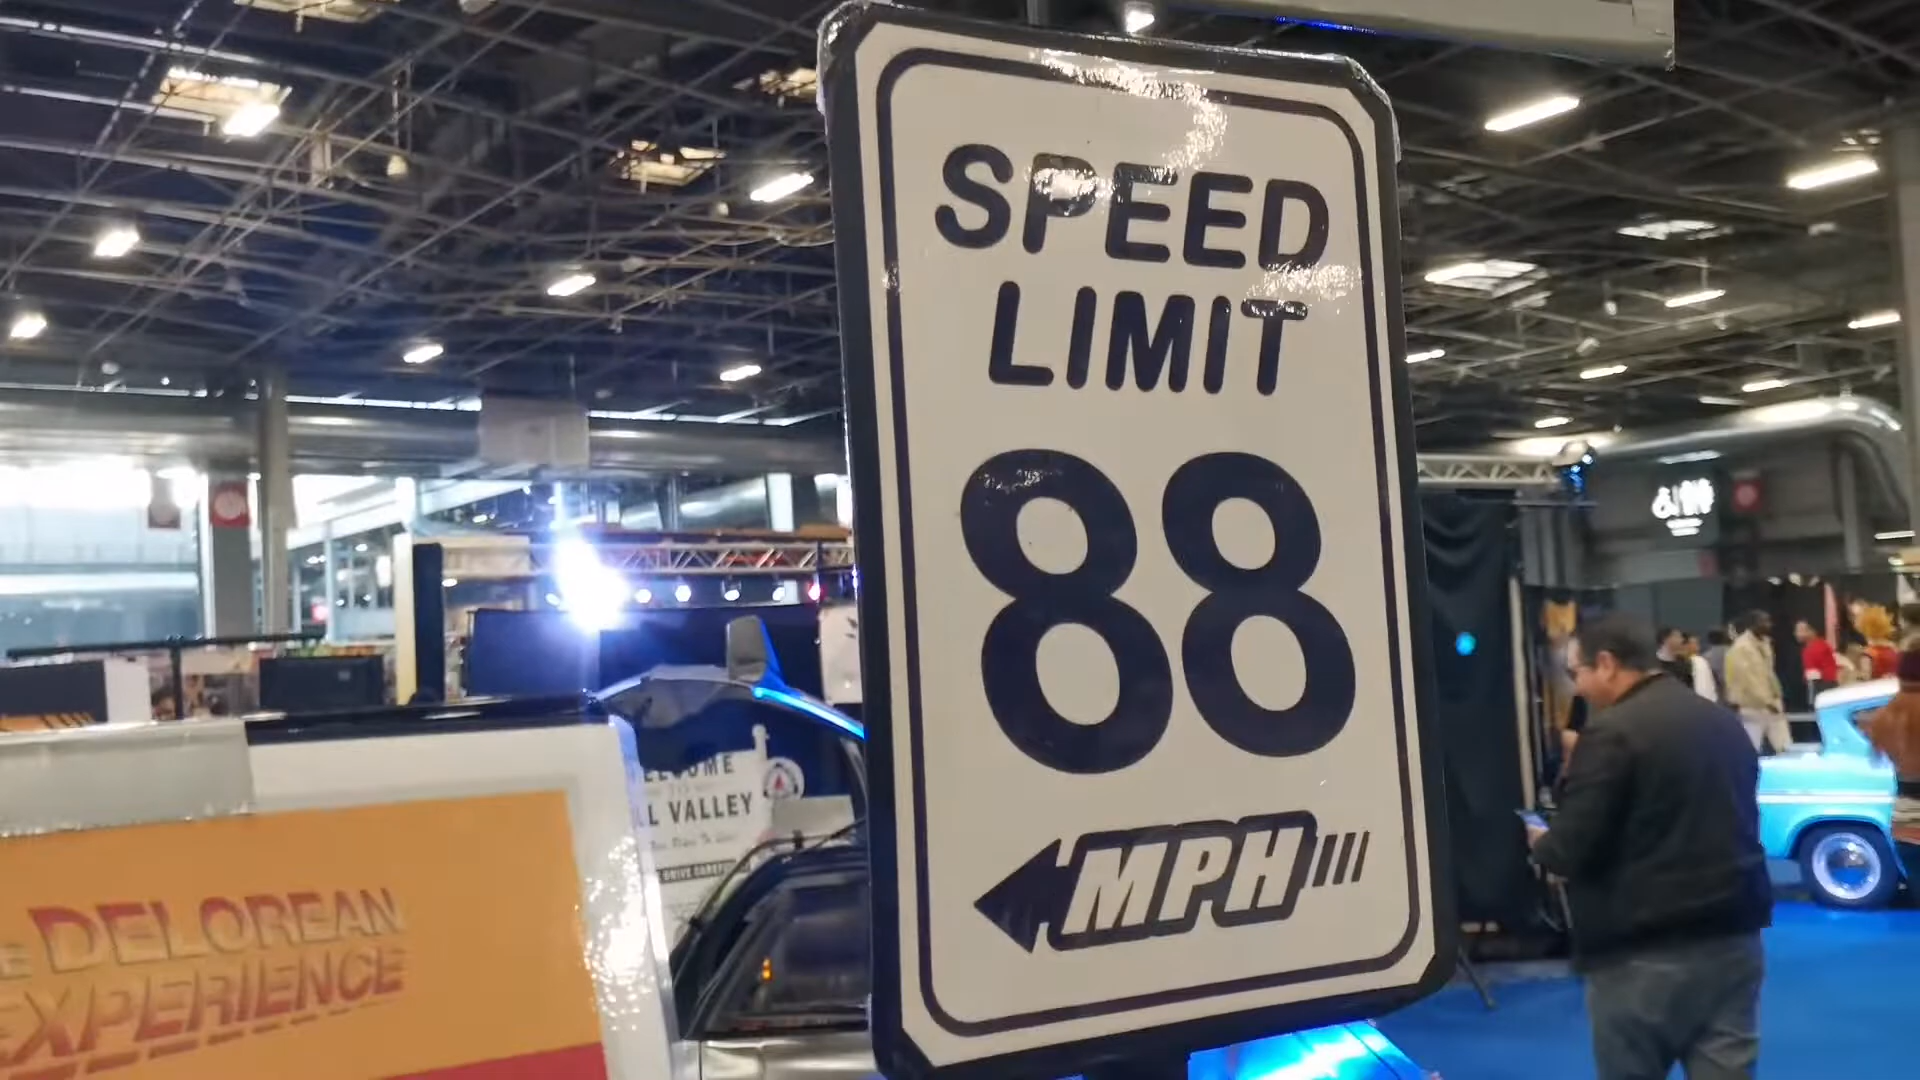 SPEED
LIMIT
88
MPH
DELOREAN
EXPERIENCE
VALLEY